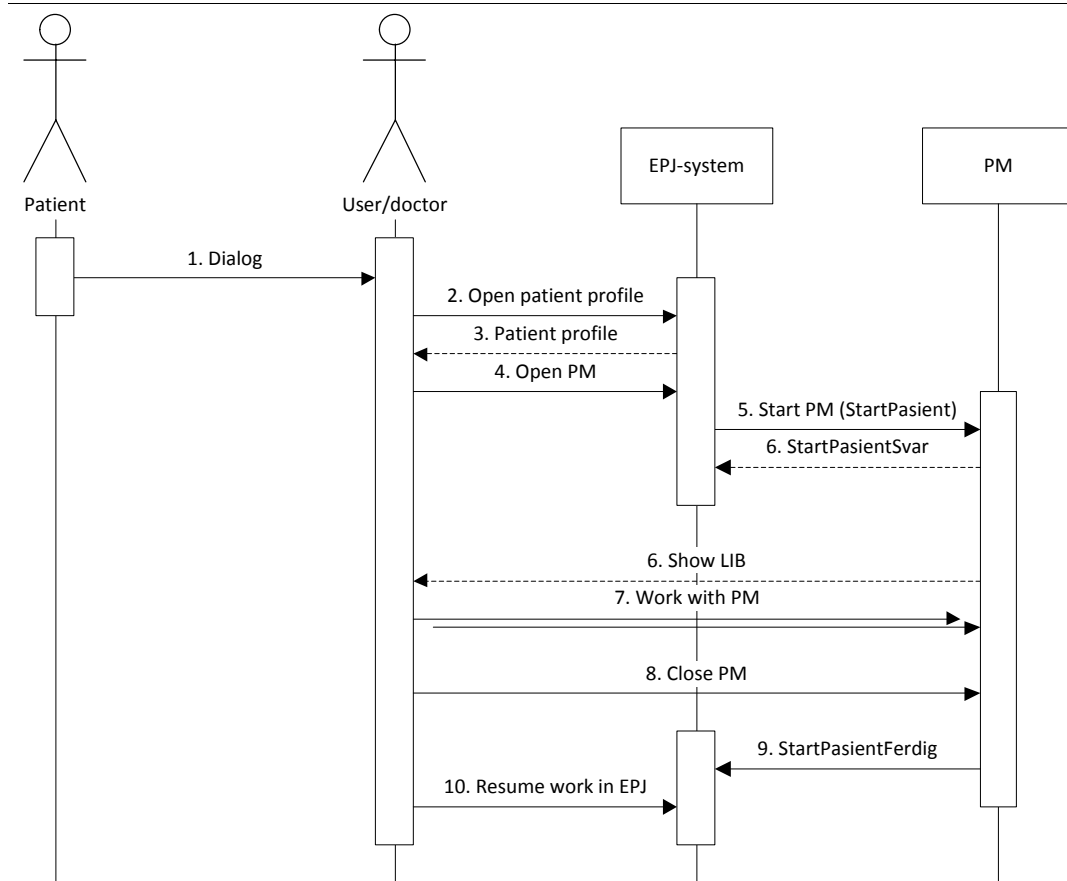 Patient
User/doctor
EPJ-system
PM
1. Dialog
2. Open patient profile
3. Patient profile
4. Open PM
5. Start PM (StartPasient)
6. StartPasientSvar
6. Show LIB
7. Work with PM
8. Close PM
9. StartPasientFerdig
10. Resume work in EPJ